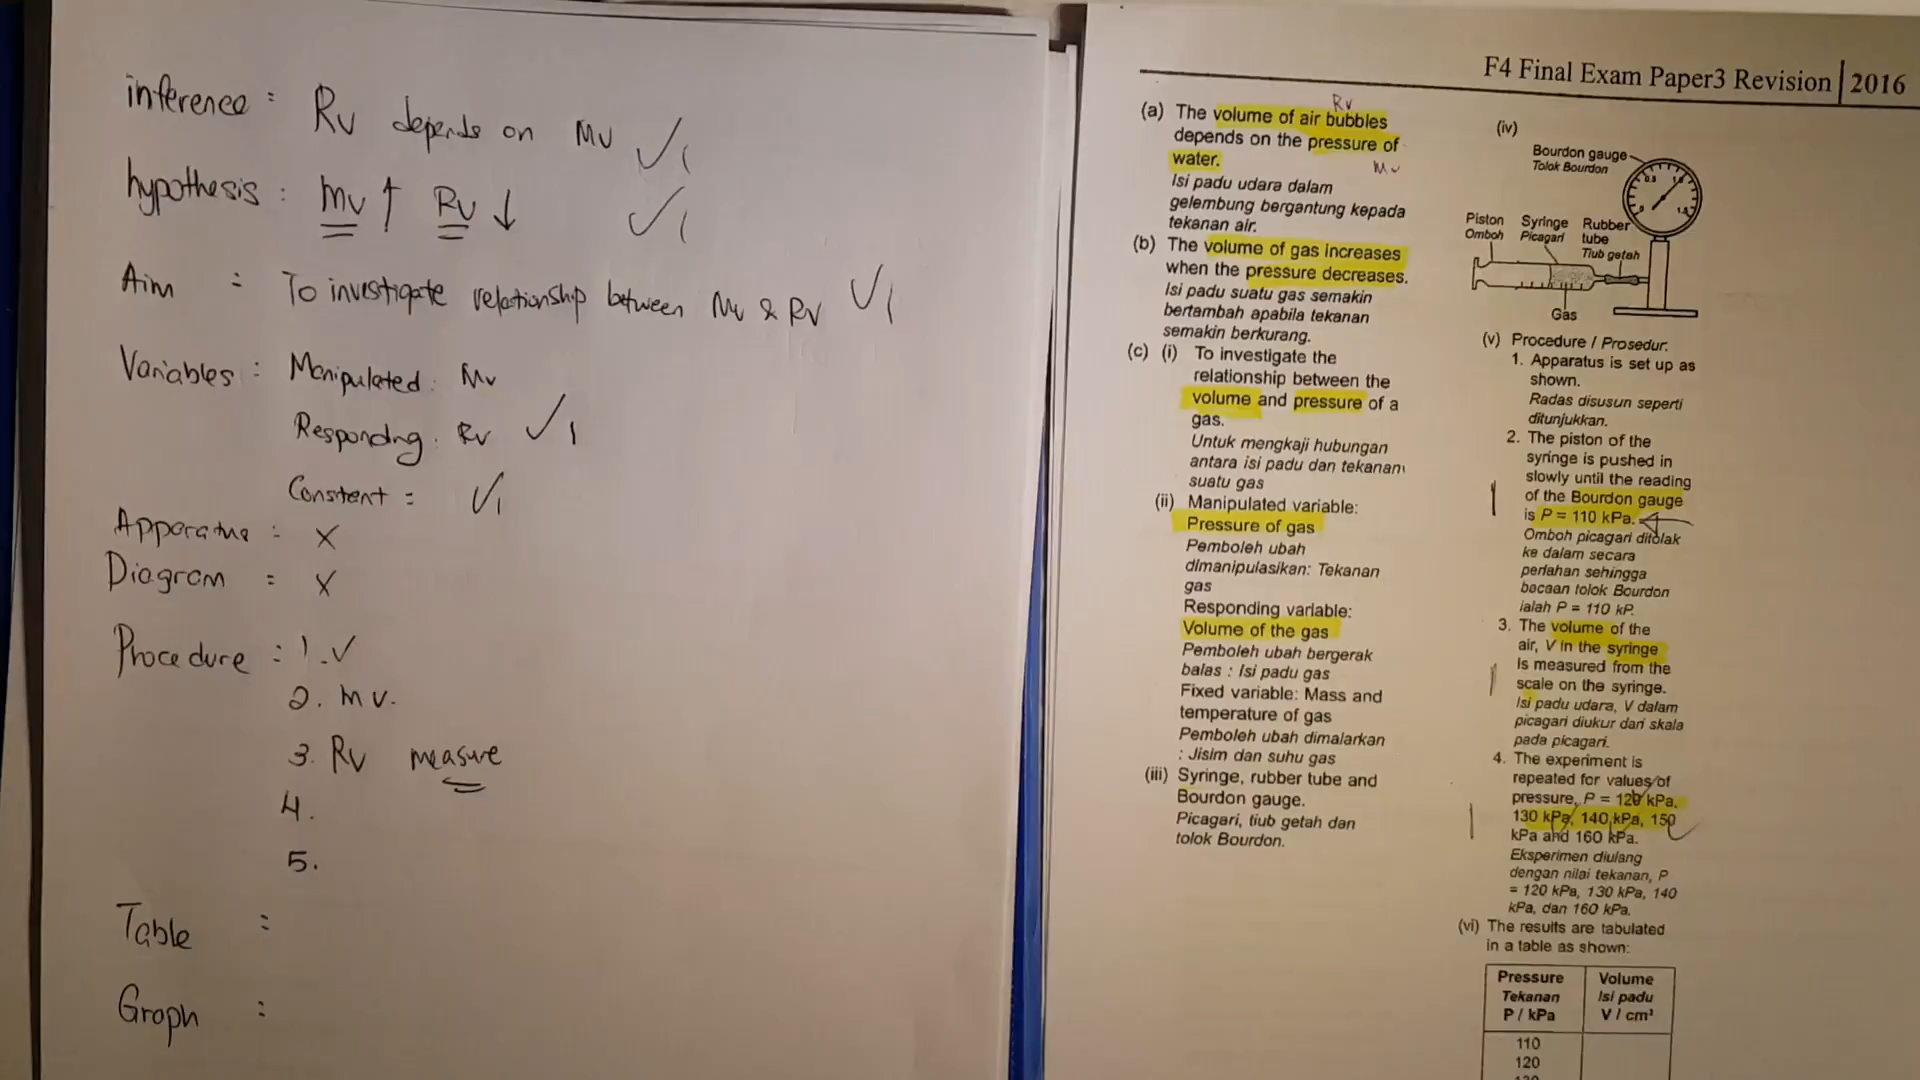 inference : Rv depends on Mv ✓1
hypothesis : Mv ↑ Rv ↓ ✓1
Aim : To investigate relationship between Mv & Rv ✓1
Variables : Manipulated : Mv
Responding : Rv ✓1
Constant = ✓1
Apparatus : X
Diagram : X
Procedure : 1. ✓
2. mv.
3. Rv measure
4.
5.
Table :
Graph :
F4 Final Exam Paper3 Revision | 2016
Rv
(a) The volume of air bubbles
depends on the pressure of
water.
Mv
Isi padu udara dalam
gelembung bergantung kepada
tekanan air.
(b) The volume of gas increases
when the pressure decreases.
Isi padu suatu gas semakin
bertambah apabila tekanan
semakin berkurang.
(c) (i) To investigate the
relationship between the
volume and pressure of a
gas.
Untuk mengkaji hubungan
antara isi padu dan tekanan
suatu gas
(ii) Manipulated variable:
Pressure of gas
Pemboleh ubah
dimanipulasikan: Tekanan
gas
Responding variable:
Volume of the gas
Pemboleh ubah bergerak
balas : Isi padu gas
Fixed variable: Mass and
temperature of gas
Pemboleh ubah dimalarkan
: Jisim dan suhu gas
(iii) Syringe, rubber tube and
Bourdon gauge.
Picagari, tiub getah dan
tolok Bourdon.
(iv)
Bourdon gauge
Tolok Bourdon
Piston Syringe Rubber
Omboh Picagari tube
Tiub getah
Gas
(v) Procedure / Prosedur:
1. Apparatus is set up as
shown.
Radas disusun seperti
ditunjukkan.
2. The piston of the
syringe is pushed in
slowly until the reading
of the Bourdon gauge
is P = 110 kPa.
Omboh picagari ditolak
ke dalam secara
perlahan sehingga
bacaan tolok Bourdon
ialah P = 110 kP.
3. The volume of the
air, V in the syringe
is measured from the
scale on the syringe.
Isi padu udara, V dalam
picagari diukur dari skala
pada picagari.
4. The experiment is
repeated for values of
pressure, P = 120 kPa,
130 kPa, 140 kPa, 150
kPa and 160 kPa.
Eksperimen diulang
dengan nilai tekanan, P
= 120 kPa, 130 kPa, 140
kPa, dan 160 kPa.
(vi) The results are tabulated
in a table as shown:
Pressure Volume
Tekanan Isi padu
P / kPa V / cm³
110
120